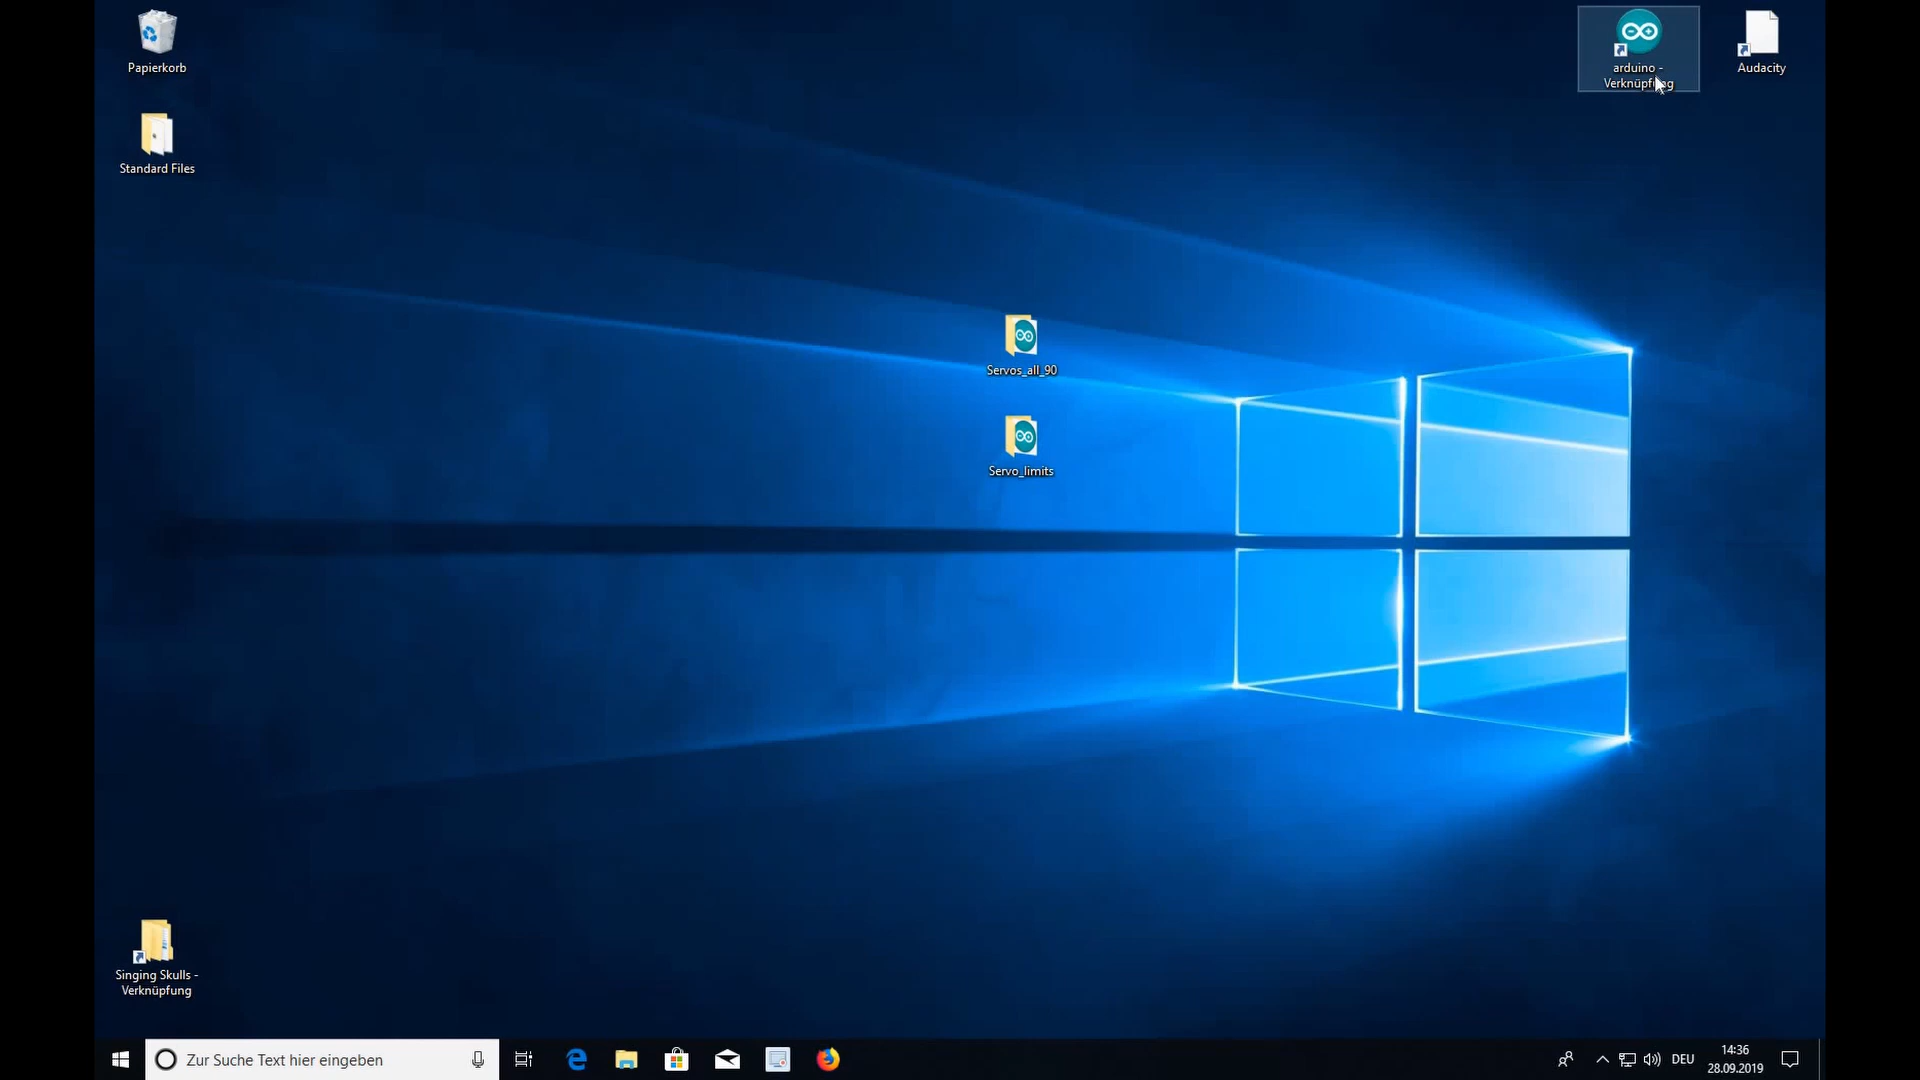 Papierkorb
Standard Files
arduino -
Verknüpfung
Audacity
Servos_all_90
Servo_limits
Singing Skulls -
Verknüpfung
Zur Suche Text hier eingeben
DEU
14:36
28.09.2019